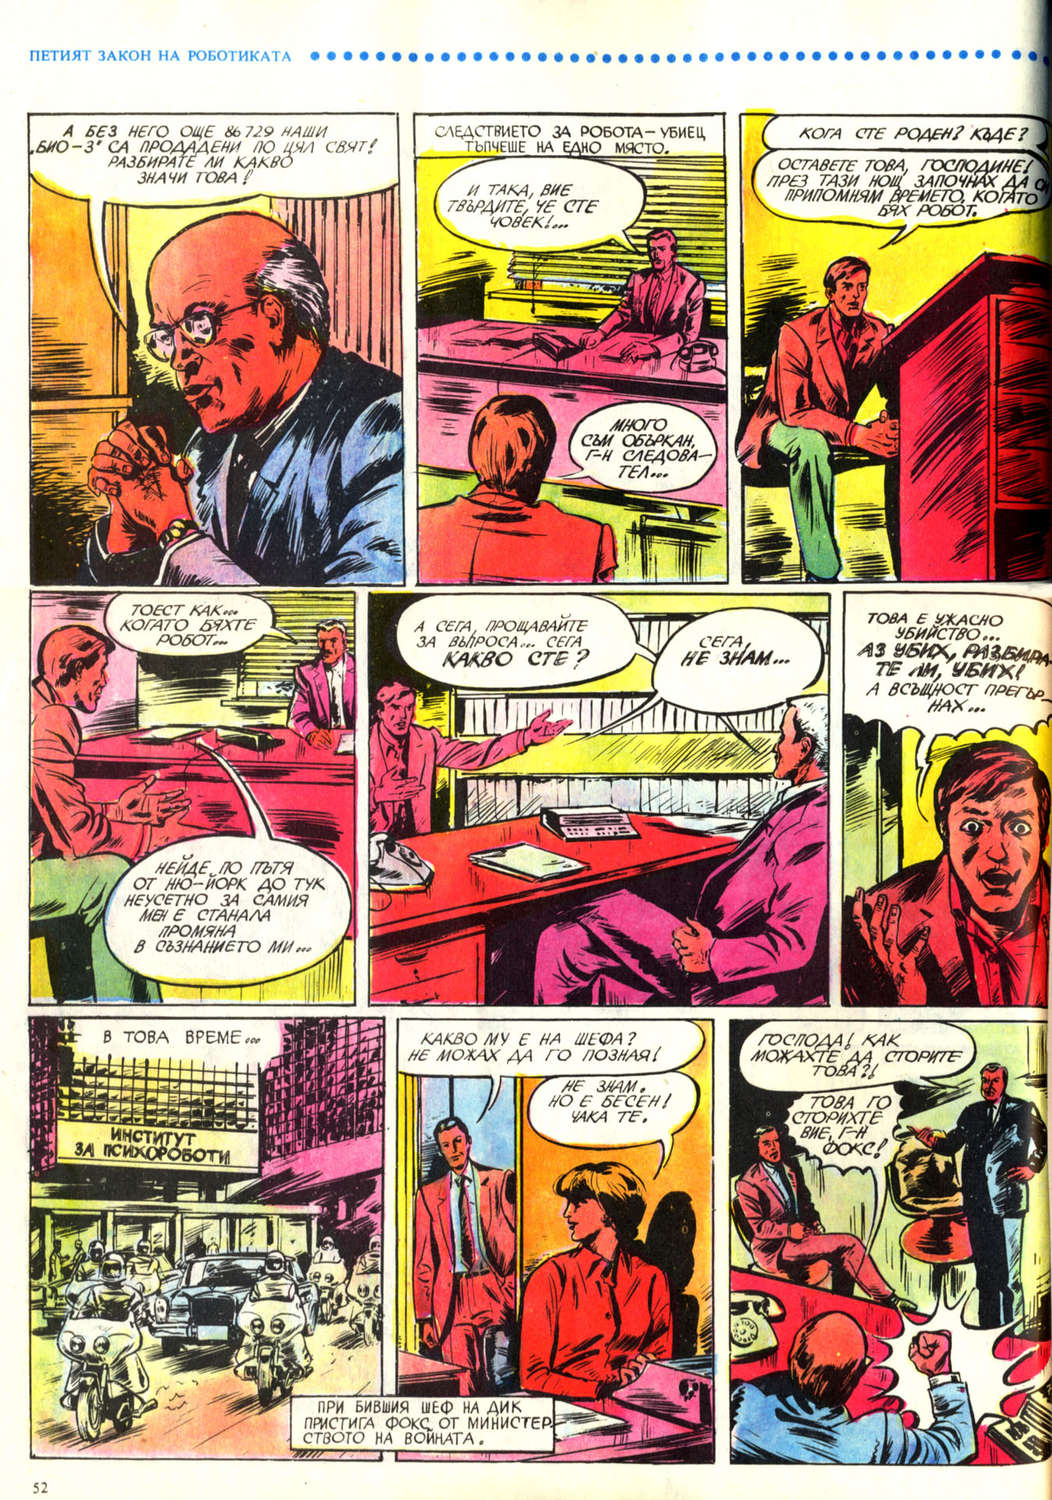 ПЕТИЯТ ЗАКОН НА РОБОТИКАТА
А БЕЗ НЕГО ОЩЕ 86729 НАШИ
„БИО-3“ СА ПРОДАДЕНИ ПО ЦЯЛ СВЯТ!
РАЗБИРАТЕ ЛИ КАКВО
ЗНАЧИ ТОВА!
СЛЕДСТВИЕТО ЗА РОБОТА-УБИЕЦ
ТЪПЧЕШЕ НА ЕДНО МЯСТО.
И ТАКА, ВИЕ
ТВЪРДИТЕ, ЧЕ СТЕ
ЧОВЕК!...
МНОГО
СЪМ ОБЪРКАН,
Г-Н СЛЕДОВА-
ТЕЛ...
КОГА СТЕ РОДЕН? КЪДЕ?
ОСТАВЕТЕ ТОВА, ГОСПОДИНЕ!
ПРЕЗ ТАЗИ НОЩ ЗАПОЧНАХ ДА СИ
ПРИПОМНЯМ ВРЕМЕТО, КОГАТО
БЯХ РОБОТ.
ТОЕСТ КАК...
КОГАТО БЯХТЕ
РОБОТ...
НЕЙДЕ ПО ПЪТЯ
ОТ НЮ-ЙОРК ДО ТУК
НЕУСЕТНО ЗА САМИЯ
МЕН Е СТАНАЛА
ПРОМЯНА
В СЪЗНАНИЕТО МИ...
А СЕГА, ПРОЩАВАЙТЕ
ЗА ВЪПРОСА... СЕГА
КАКВО СТЕ?
СЕГА,
НЕ ЗНАМ...
ТОВА Е УЖАСНО
УБИЙСТВО...
АЗ УБИХ, РАЗБИРА-
ТЕ ЛИ, УБИХ!
А ВСЪЩНОСТ ПРЕГЪР-
НАХ...
В ТОВА ВРЕМЕ...
ИНСТИТУТ
ЗА ПСИХОРОБОТИ
КАКВО МУ Е НА ШЕФА?
НЕ МОЖАХ ДА ГО ПОЗНАЯ!
НЕ ЗНАМ.
НО Е БЕСЕН!
ЧАКА ТЕ.
ПРИ БИВШИЯ ШЕФ НА ДИК
ПРИСТИГА ФОКС ОТ МИНИСТЕР-
СТВОТО НА ВОЙНАТА.
ГОСПОДА! КАК
МОЖАХТЕ ДА СТОРИТЕ
ТОВА?!
ТОВА ГО
СТОРИХТЕ
ВИЕ, Г-Н
ФОКС!
52